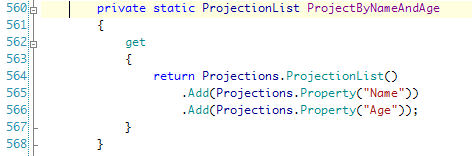 560 private static ProjectionList ProjectByNameAndAge
561 {
562 get
563 {
564 return Projections.ProjectionList()
565 .Add(Projections.Property("Name"))
566 .Add(Projections.Property("Age"));
567 }
568 }